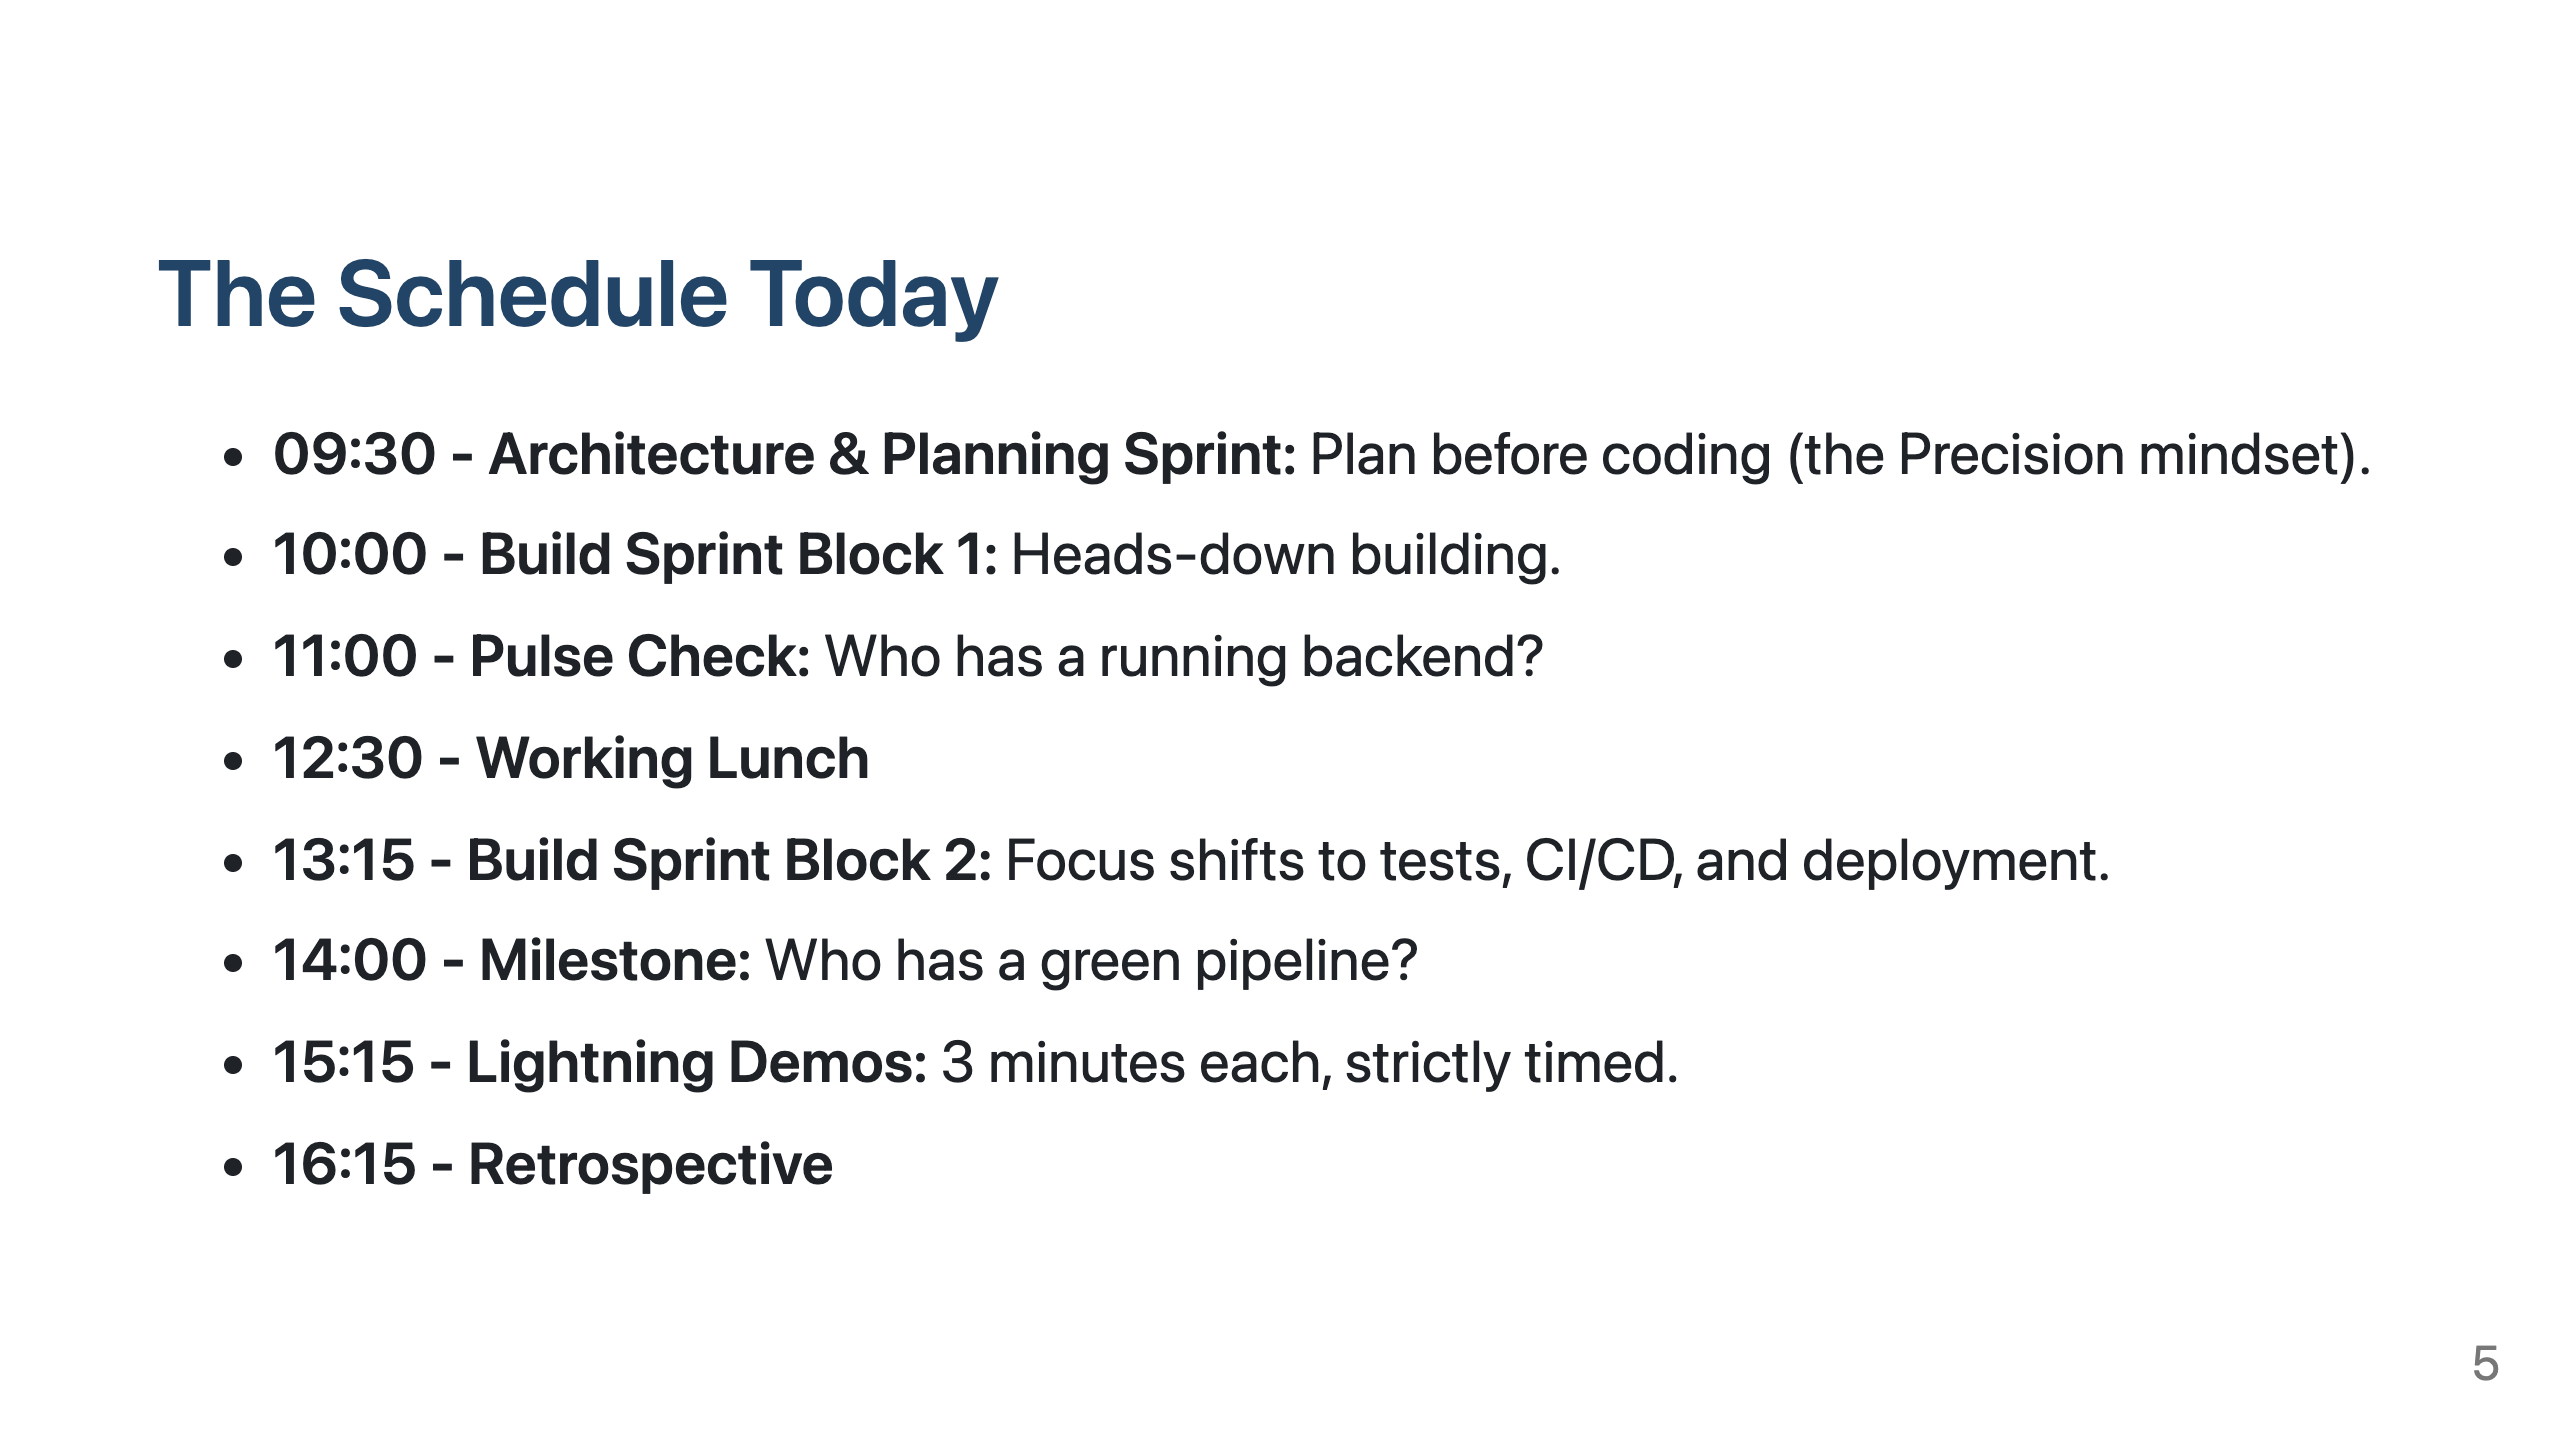 The Schedule Today
• 09:30 - Architecture & Planning Sprint: Plan before coding (the Precision mindset).
• 10:00 - Build Sprint Block 1: Heads-down building.
• 11:00 - Pulse Check: Who has a running backend?
• 12:30 - Working Lunch
• 13:15 - Build Sprint Block 2: Focus shifts to tests, CI/CD, and deployment.
• 14:00 - Milestone: Who has a green pipeline?
• 15:15 - Lightning Demos: 3 minutes each, strictly timed.
• 16:15 - Retrospective
5